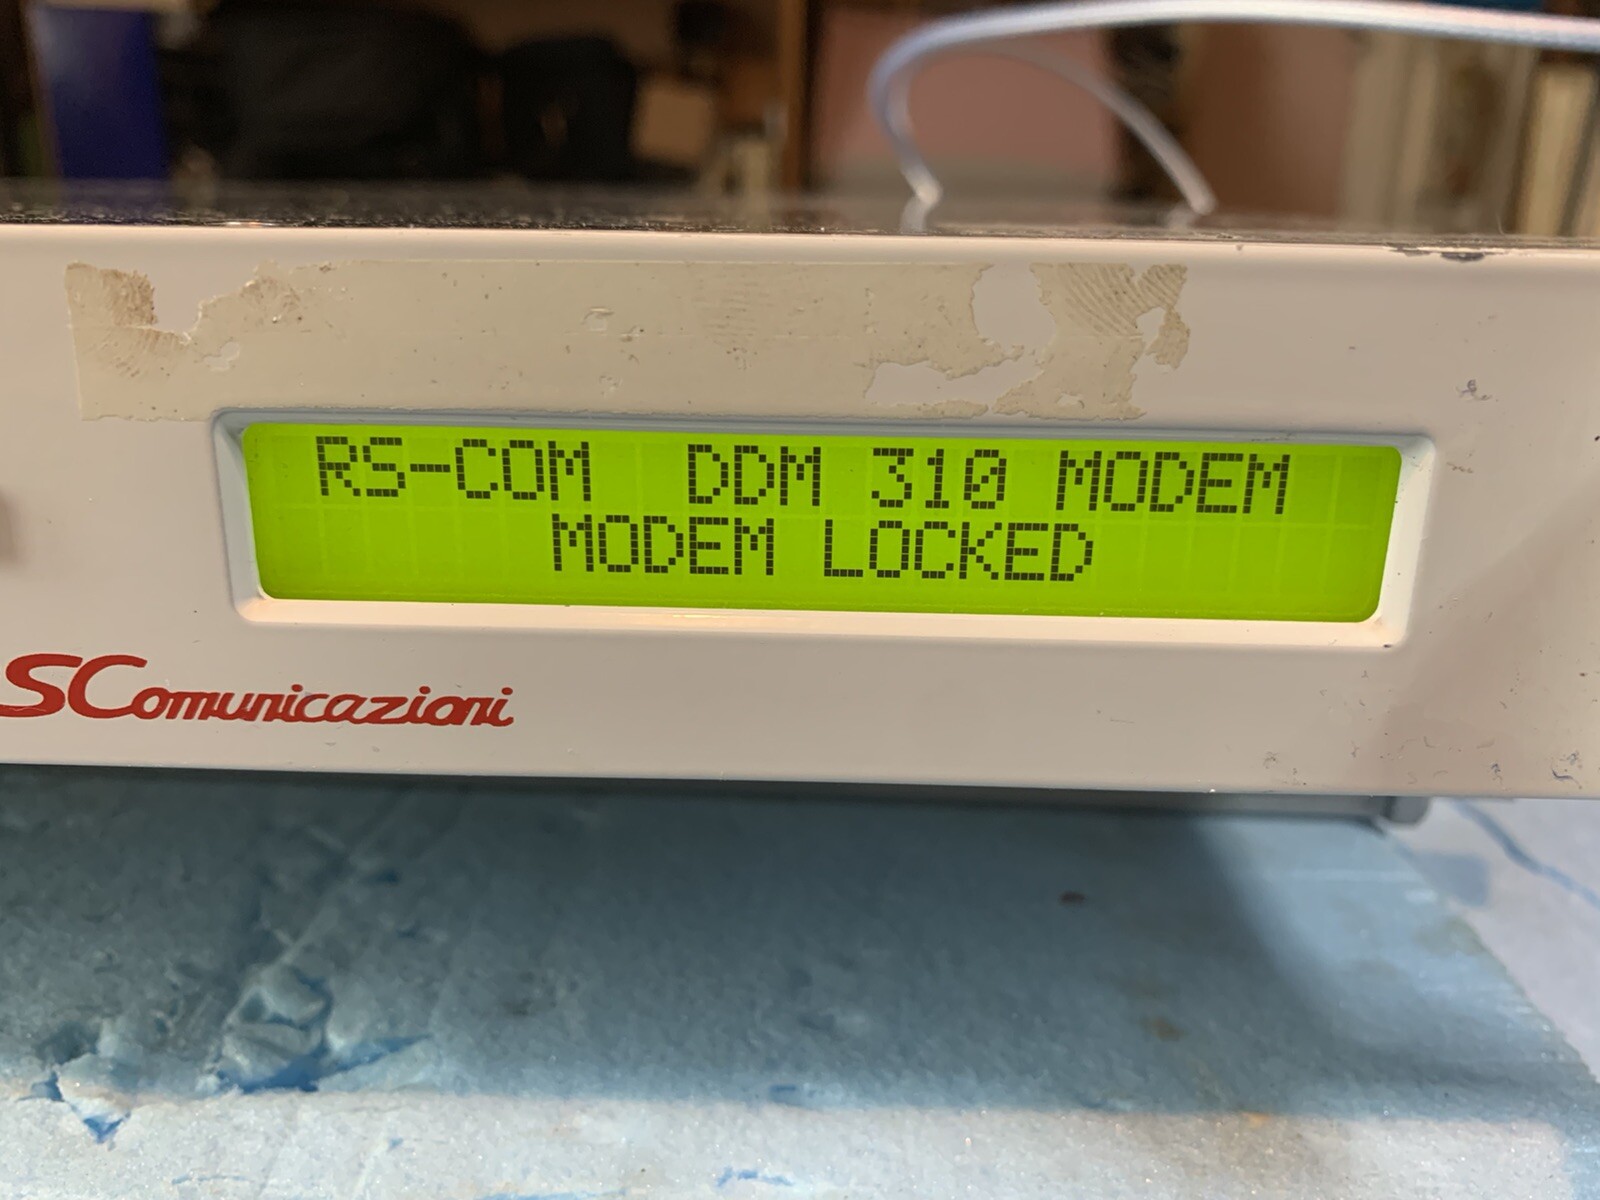 RS-COM DDM 310 MODEM
MODEM LOCKED
SComunicazioni